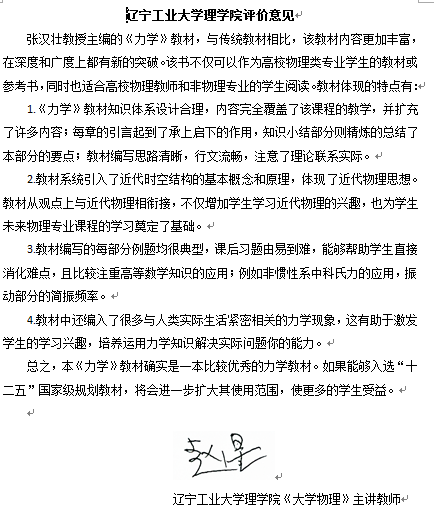 辽宁工业大学理学院评价意见
张汉壮教授主编的《力学》教材，与传统教材相比，该教材内容更加丰富，
在深度和广度上都有新的突破。该书不仅可以作为高校物理类专业学生的教材或
参考书，同时也适合高校物理教师和非物理专业的学生阅读。教材体现的特点有：
1.《力学》教材知识体系设计合理，内容完全覆盖了该课程的教学，并扩充
了许多内容；每章的引言起到了承上启下的作用，知识小结部分则精炼的总结了
本部分的要点；教材编写思路清晰，行文流畅，注意了理论联系实际。
2.教材系统引入了近代时空结构的基本概念和原理，体现了近代物理思想。
教材从观点上与近代物理相衔接，不仅增加学生学习近代物理的兴趣，也为学生
未来物理专业课程的学习奠定了基础。
3.教材编写的每部分例题均很典型，课后习题由易到难，能够帮助学生直接
消化难点，且比较注重高等数学知识的应用；例如非惯性系中科氏力的应用，振
动部分的简振频率。
4.教材中还编入了很多与人类实际生活紧密相关的力学现象，这有助于激发
学生的学习兴趣，培养运用力学知识解决实际问题你的能力。
总之，本《力学》教材确实是一本比较优秀的力学教材。如果能够入选“十
二五”国家级规划教材，将会进一步扩大其使用范围，使更多的学生受益。
辽宁工业大学理学院《大学物理》主讲教师